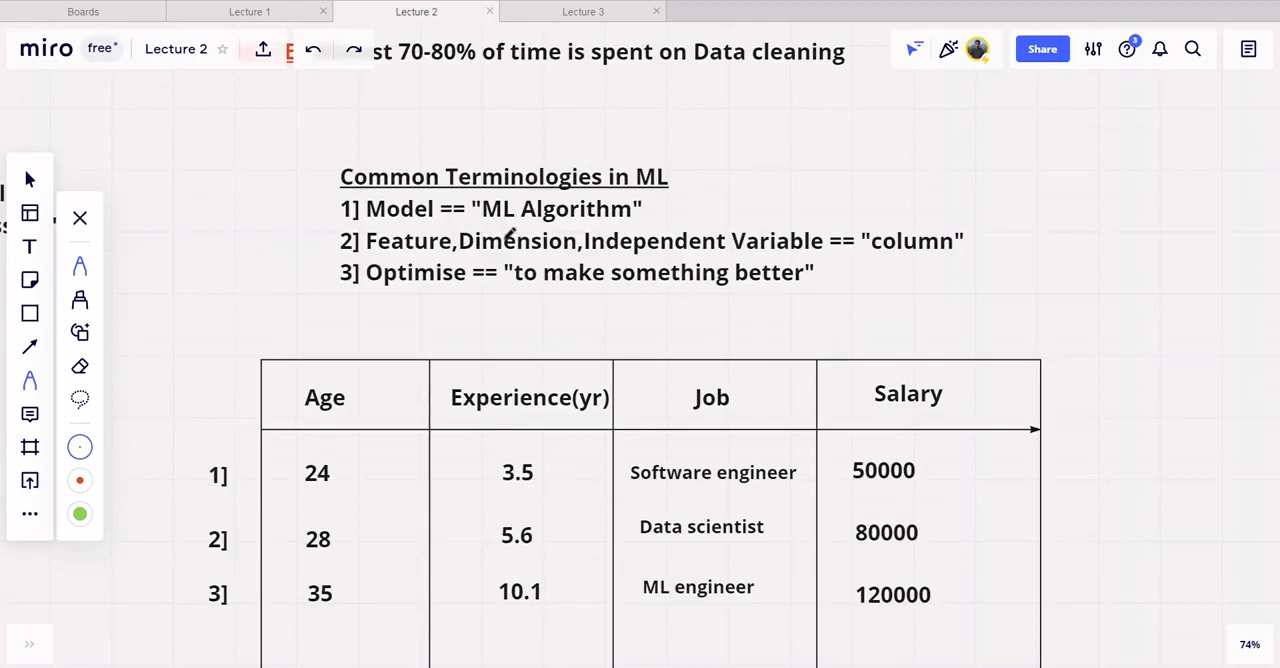 Boards Lecture 1 Lecture 2 Lecture 3
miro free Lecture 2 st 70-80% of time is spent on Data cleaning Share 3
Common Terminologies in ML
1] Model == "ML Algorithm"
2] Feature,Dimension,Independent Variable == "column"
3] Optimise == "to make something better"
Age Experience(yr) Job Salary
1] 24 3.5 Software engineer 50000
2] 28 5.6 Data scientist 80000
3] 35 10.1 ML engineer 120000
74%